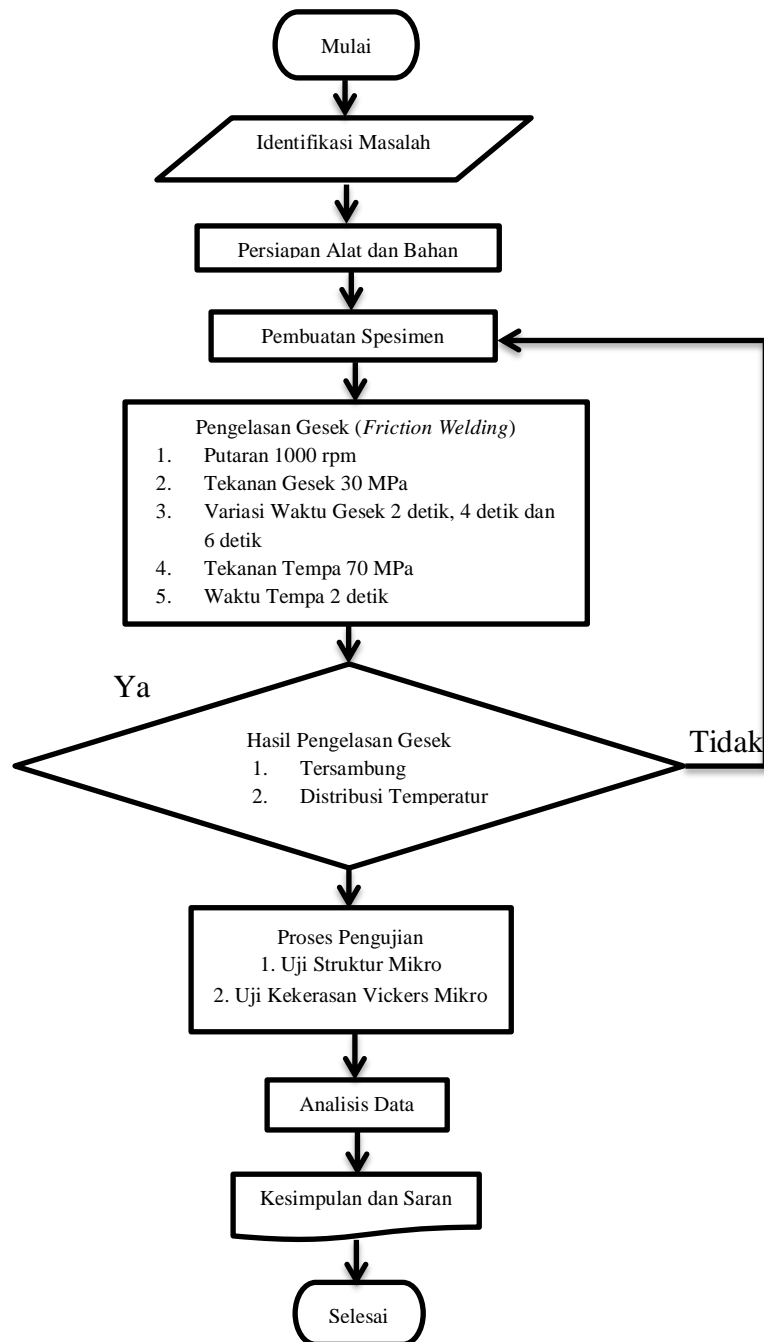 Mulai
Identifikasi Masalah
Persiapan Alat dan Bahan
Pembuatan Spesimen
Pengelasan Gesek (Friction Welding)
1. Putaran 1000 rpm
2. Tekanan Gesek 30 MPa
3. Variasi Waktu Gesek 2 detik, 4 detik dan
6 detik
4. Tekanan Tempa 70 MPa
5. Waktu Tempa 2 detik
Ya
Hasil Pengelasan Gesek
1. Tersambung
2. Distribusi Temperatur
Tidak
Proses Pengujian
1. Uji Struktur Mikro
2. Uji Kekerasan Vickers Mikro
Analisis Data
Kesimpulan dan Saran
Selesai